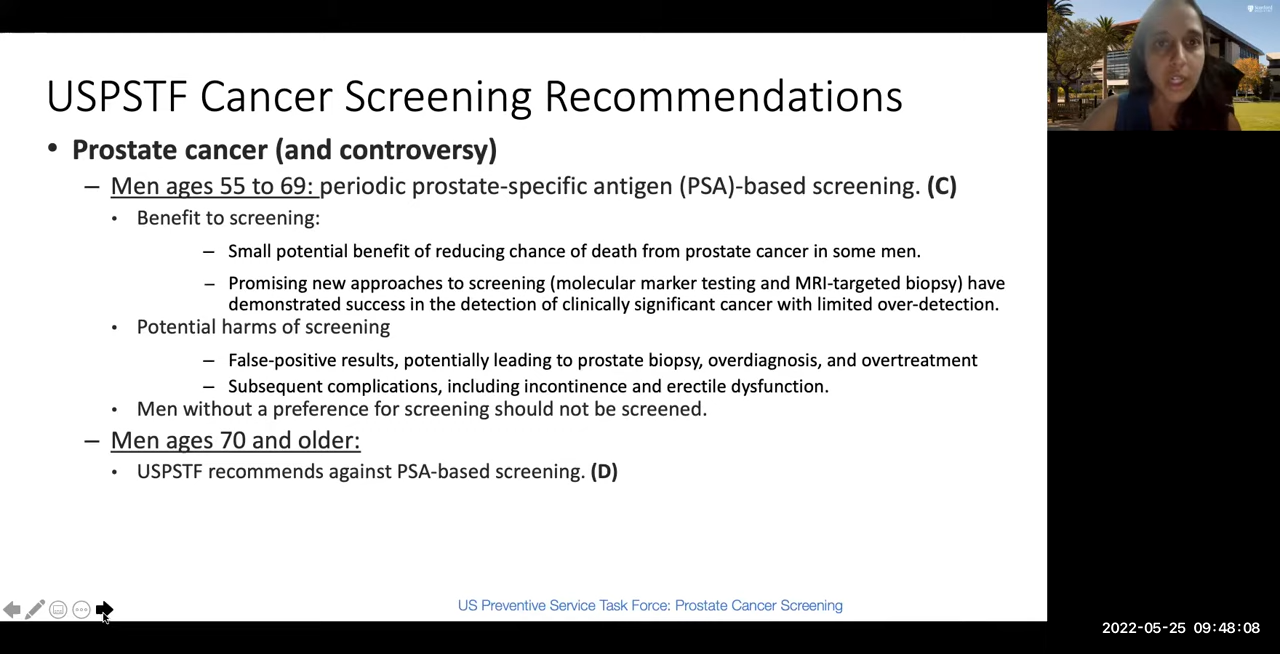 USPSTF Cancer Screening Recommendations
• Prostate cancer (and controversy)
– Men ages 55 to 69: periodic prostate-specific antigen (PSA)-based screening. (C)
• Benefit to screening:
– Small potential benefit of reducing chance of death from prostate cancer in some men.
– Promising new approaches to screening (molecular marker testing and MRI-targeted biopsy) have
demonstrated success in the detection of clinically significant cancer with limited over-detection.
• Potential harms of screening
– False-positive results, potentially leading to prostate biopsy, overdiagnosis, and overtreatment
– Subsequent complications, including incontinence and erectile dysfunction.
• Men without a preference for screening should not be screened.
– Men ages 70 and older:
• USPSTF recommends against PSA-based screening. (D)
US Preventive Service Task Force: Prostate Cancer Screening
2022-05-25 09:48:08